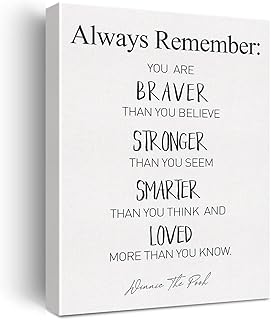 Always Remember:
YOU ARE
BRAVER
THAN YOU BELIEVE
STRONGER
THAN YOU SEEM
SMARTER
THAN YOU THINK AND
LOVED
MORE THAN YOU KNOW.
Winnie The Pooh